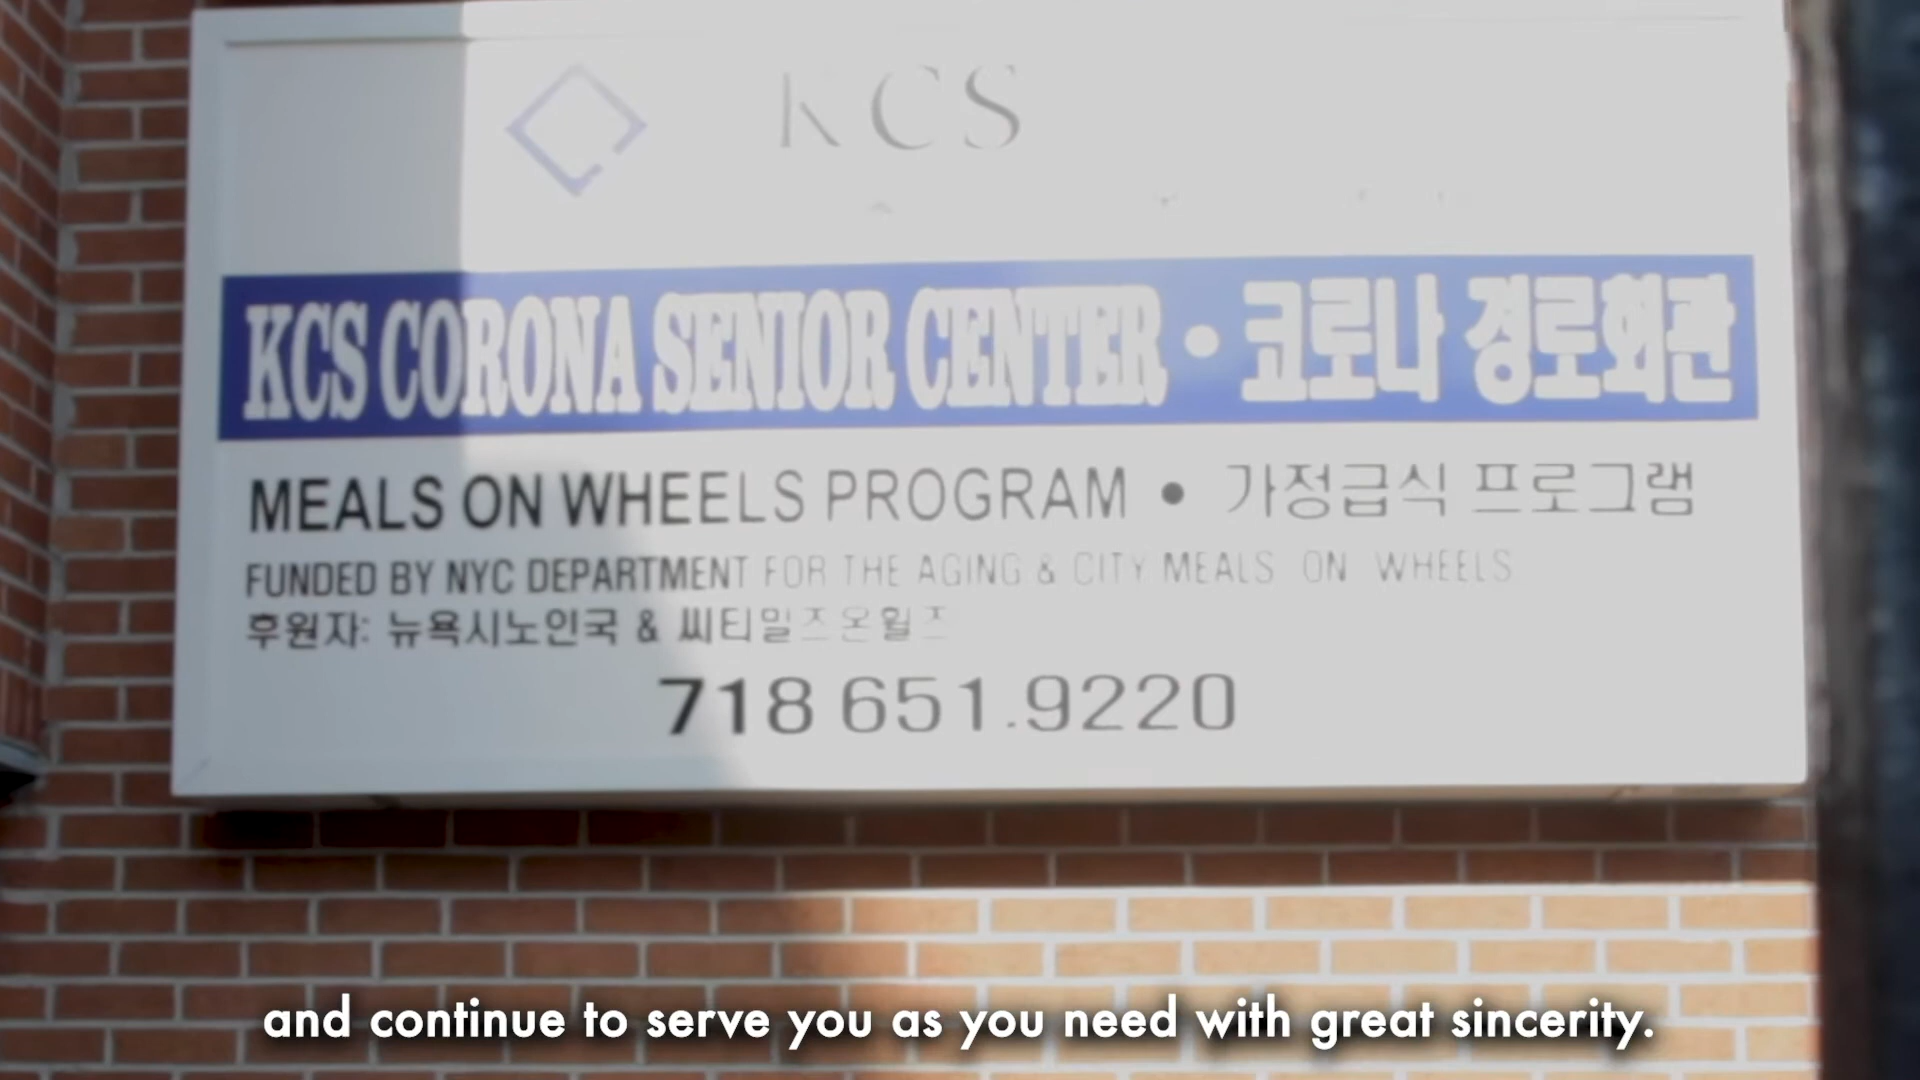 KCS
KCS CORONA SENIOR CENTER • 코로나 경로회관
MEALS ON WHEELS PROGRAM • 가정급식 프로그램
FUNDED BY NYC DEPARTMENT FOR THE AGING & CITY MEALS ON WHEELS
후원자: 뉴욕시노인국 & 씨티밀즈온휠즈
718 651.9220
and continue to serve you as you need with great sincerity.